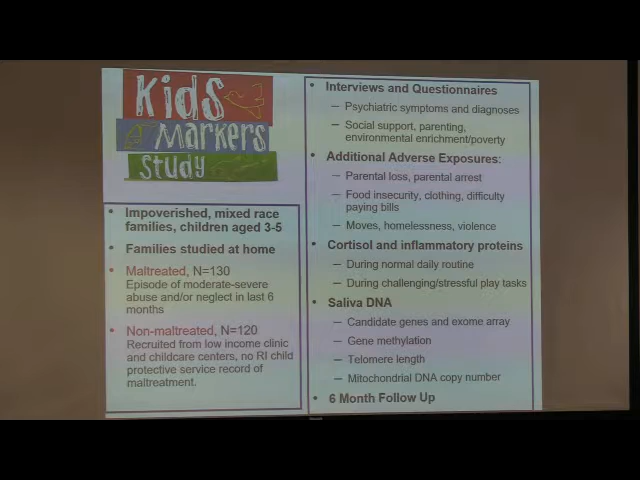 Kids
Markers
Study
• Impoverished, mixed race
families, children aged 3-5
• Families studied at home
• Maltreated, N=130
Episode of moderate-severe
abuse and/or neglect in last 6
months
• Non-maltreated, N=120
Recruited from low income clinic
and childcare centers, no RI child
protective service record of
maltreatment.
• Interviews and Questionnaires
– Psychiatric symptoms and diagnoses
– Social support, parenting,
environmental enrichment/poverty
• Additional Adverse Exposures:
– Parental loss, parental arrest
– Food insecurity, clothing, difficulty
paying bills
– Moves, homelessness, violence
• Cortisol and inflammatory proteins
– During normal daily routine
– During challenging/stressful play tasks
• Saliva DNA
– Candidate genes and exome array
– Gene methylation
– Telomere length
– Mitochondrial DNA copy number
• 6 Month Follow Up